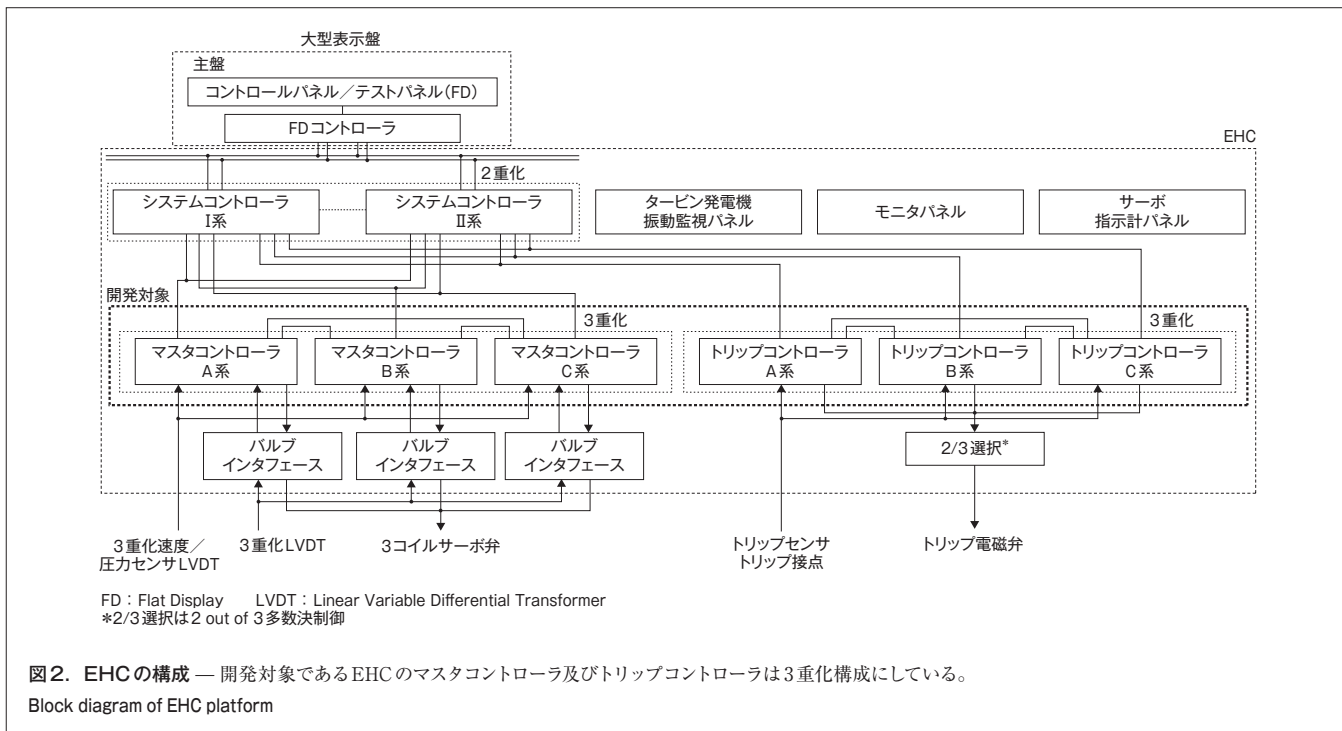 大型表示盤
主盤
コントロールパネル／テストパネル(FD)
FDコントローラ
EHC
2重化
システムコントローラ
Ⅰ系
システムコントローラ
Ⅱ系
タービン発電機
振動監視パネル
モニタパネル
サーボ
指示計パネル
開発対象
3重化
マスタコントローラ
A系
マスタコントローラ
B系
マスタコントローラ
C系
3重化
トリップコントローラ
A系
トリップコントローラ
B系
トリップコントローラ
C系
バルブ
インタフェース
バルブ
インタフェース
バルブ
インタフェース
2/3選択*
3重化速度／
圧力センサLVDT
3重化LVDT
3コイルサーボ弁
トリップセンサ
トリップ接点
トリップ電磁弁
FD：Flat Display　LVDT：Linear Variable Differential Transformer
*2/3選択は2 out of 3多数決制御
図2．EHCの構成 ― 開発対象であるEHCのマスタコントローラ及びトリップコントローラは3重化構成にしている。
Block diagram of EHC platform